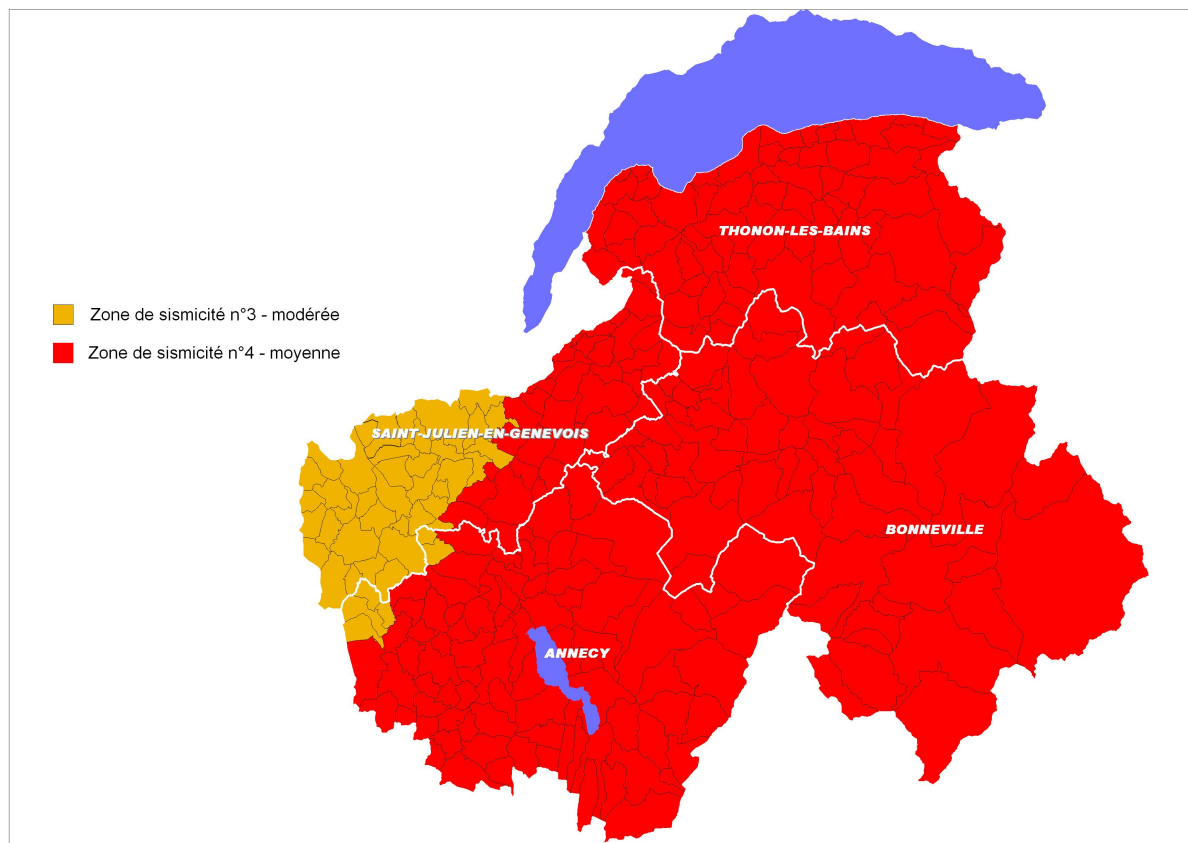 THONON-LES-BAINS
Zone de sismicité n°3 - modérée
Zone de sismicité n°4 - moyenne
SAINT-JULIEN-EN-GENEVOIS
BONNEVILLE
ANNECY